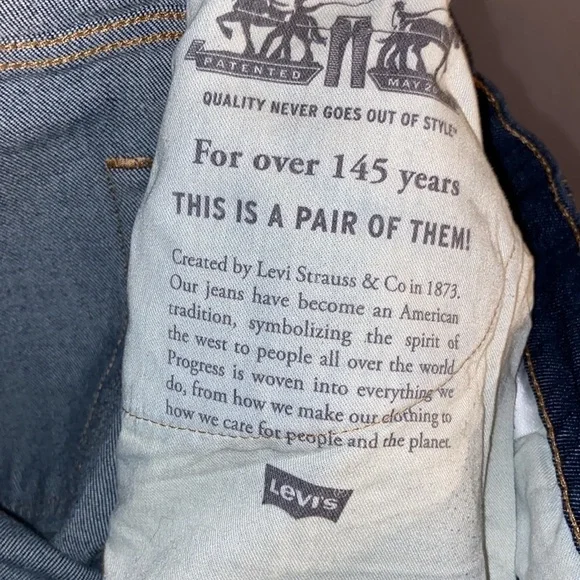 PATENTED MAY 20
QUALITY NEVER GOES OUT OF STYLE
For over 145 years
THIS IS A PAIR OF THEM!
Created by Levi Strauss & Co in 1873.
Our jeans have become an American
tradition, symbolizing the spirit of
the west to people all over the world
Progress is woven into everything we
do, from how we make our clothing to
how we care for people and the planet.
Levi's